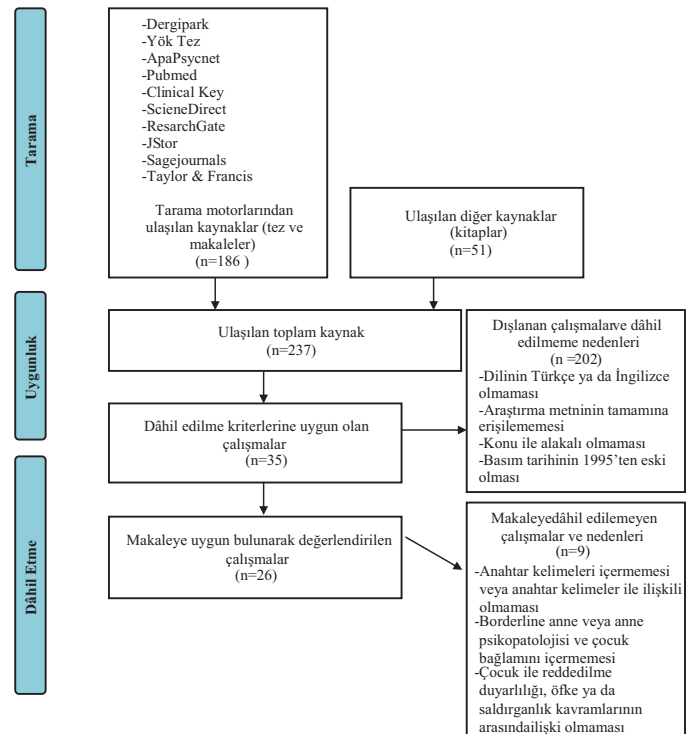 Tarama
-Dergipark
-Yök Tez
-ApaPsycnet
-Pubmed
-Clinical Key
-ScieneDirect
-ResarchGate
-JStor
-Sagejournals
-Taylor & Francis
Tarama motorlarından
ulaşılan kaynaklar (tez ve
makaleler)
(n=186 )
Ulaşılan diğer kaynaklar
(kitaplar)
(n=51)
Uygunluk
Ulaşılan toplam kaynak
(n=237)
Dışlanan çalışmalarve dâhil
edilmeme nedenleri
(n =202)
-Dilinin Türkçe ya da İngilizce
olmaması
-Araştırma metninin tamamına
erişilememesi
-Konu ile alakalı olmaması
-Basım tarihinin 1995’ten eski
olması
Dâhil edilme kriterlerine uygun olan
çalışmalar
(n=35)
Dâhil Etme
Makaleye uygun bulunarak değerlendirilen
çalışmalar
(n=26)
Makaleyedâhil edilemeyen
çalışmalar ve nedenleri
(n=9)
-Anahtar kelimeleri içermemesi
veya anahtar kelimeler ile ilişkili
olmaması
-Borderline anne veya anne
psikopatolojisi ve çocuk
bağlamını içermemesi
-Çocuk ile reddedilme
duyarlılığı, öfke ya da
saldırganlık kavramlarının
arasındailişki olmaması